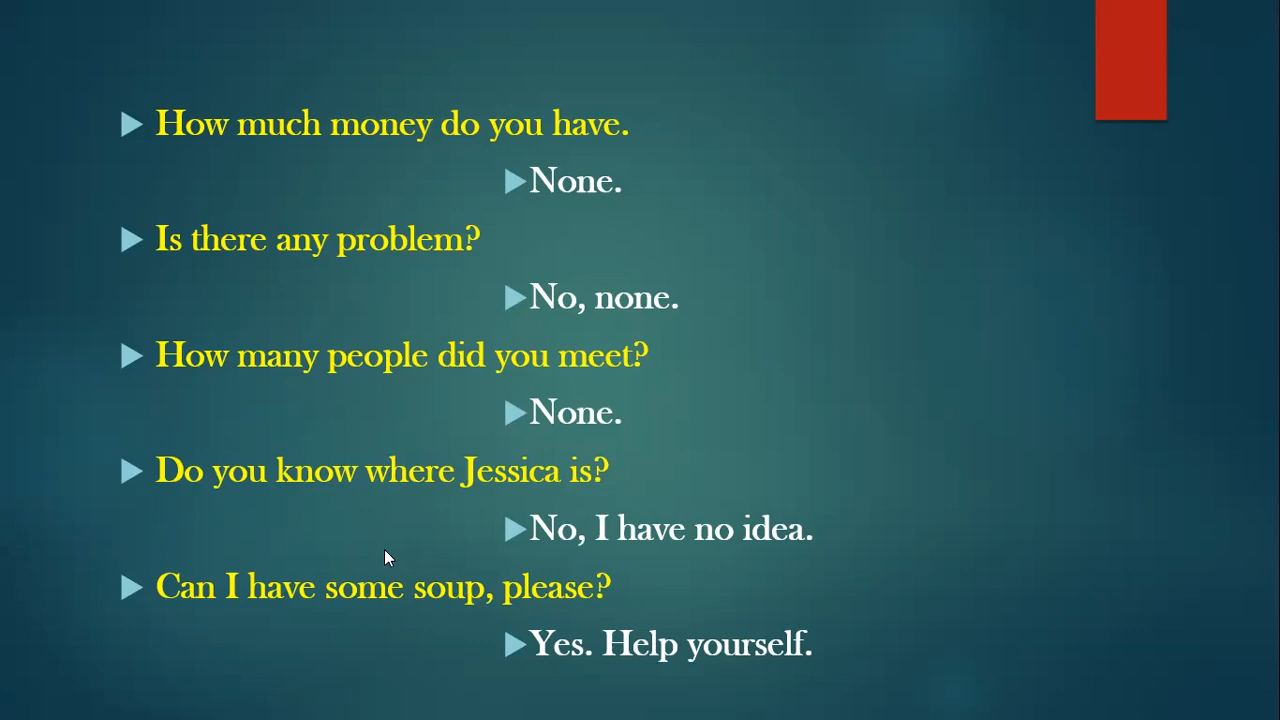 How much money do you have.
None.
Is there any problem?
No, none.
How many people did you meet?
None.
Do you know where Jessica is?
No, I have no idea.
Can I have some soup, please?
Yes. Help yourself.